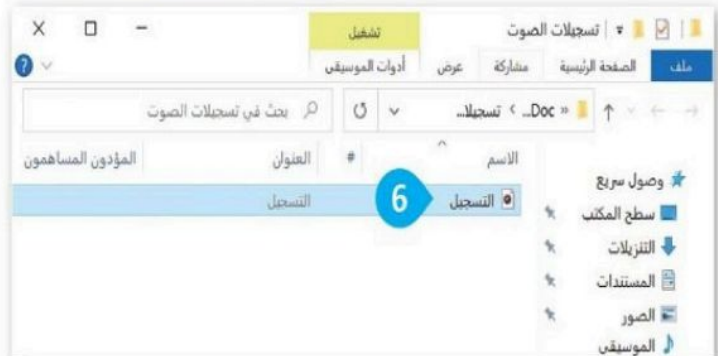 تسجيلات الصوت
تشغيل
ملف
الصفحة الرئيسية
مشاركة
عرض
أدوات الموسيقى
Doc... › تسجيلا...
بحث في تسجيلات الصوت
الاسم
#
العنوان
المؤدون المساهمون
التسجيل
6
التسجيل
وصول سريع
سطح المكتب
التنزيلات
المستندات
الصور
الموسيقى